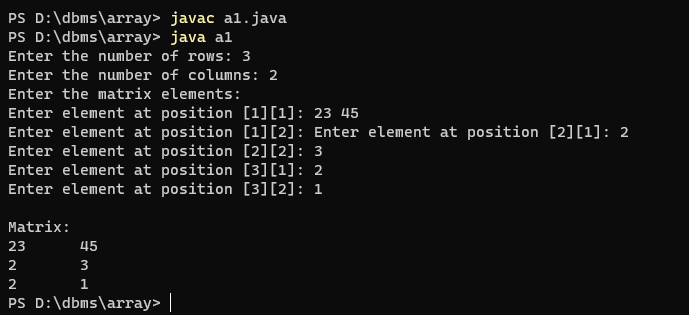 PS D:\dbms\array> javac a1.java
PS D:\dbms\array> java a1
Enter the number of rows: 3
Enter the number of columns: 2
Enter the matrix elements:
Enter element at position [1][1]: 23 45
Enter element at position [1][2]: Enter element at position [2][1]: 2
Enter element at position [2][2]: 3
Enter element at position [3][1]: 2
Enter element at position [3][2]: 1

Matrix:
23      45
2       3
2       1
PS D:\dbms\array>